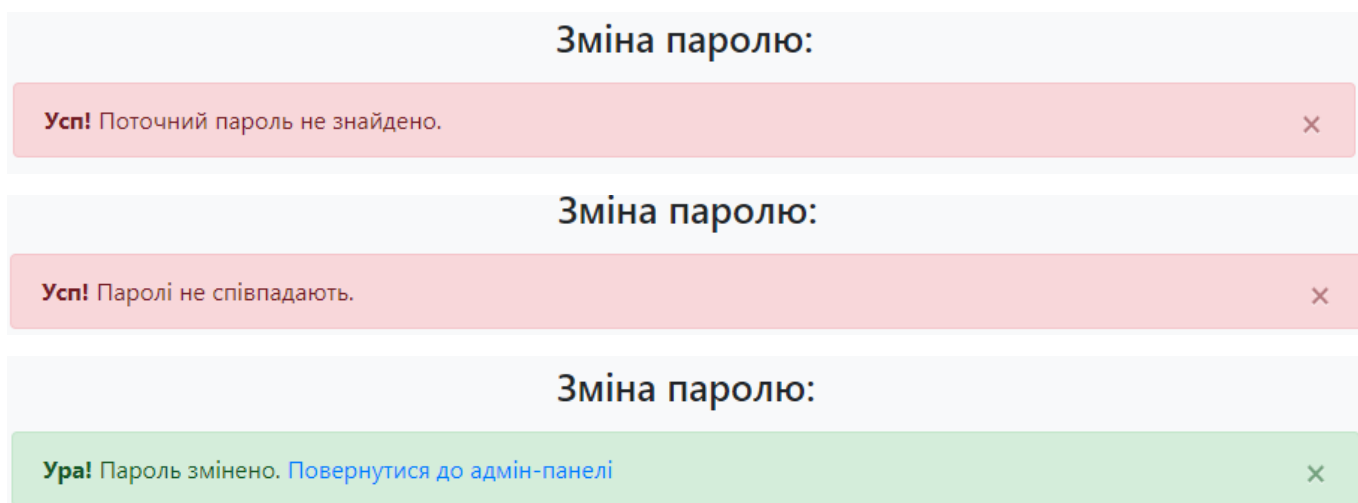 Зміна паролю:
Усп! Поточний пароль не знайдено. ×
Зміна паролю:
Усп! Паролі не співпадають. ×
Зміна паролю:
Ура! Пароль змінено. Повернутися до адмін-панелі ×